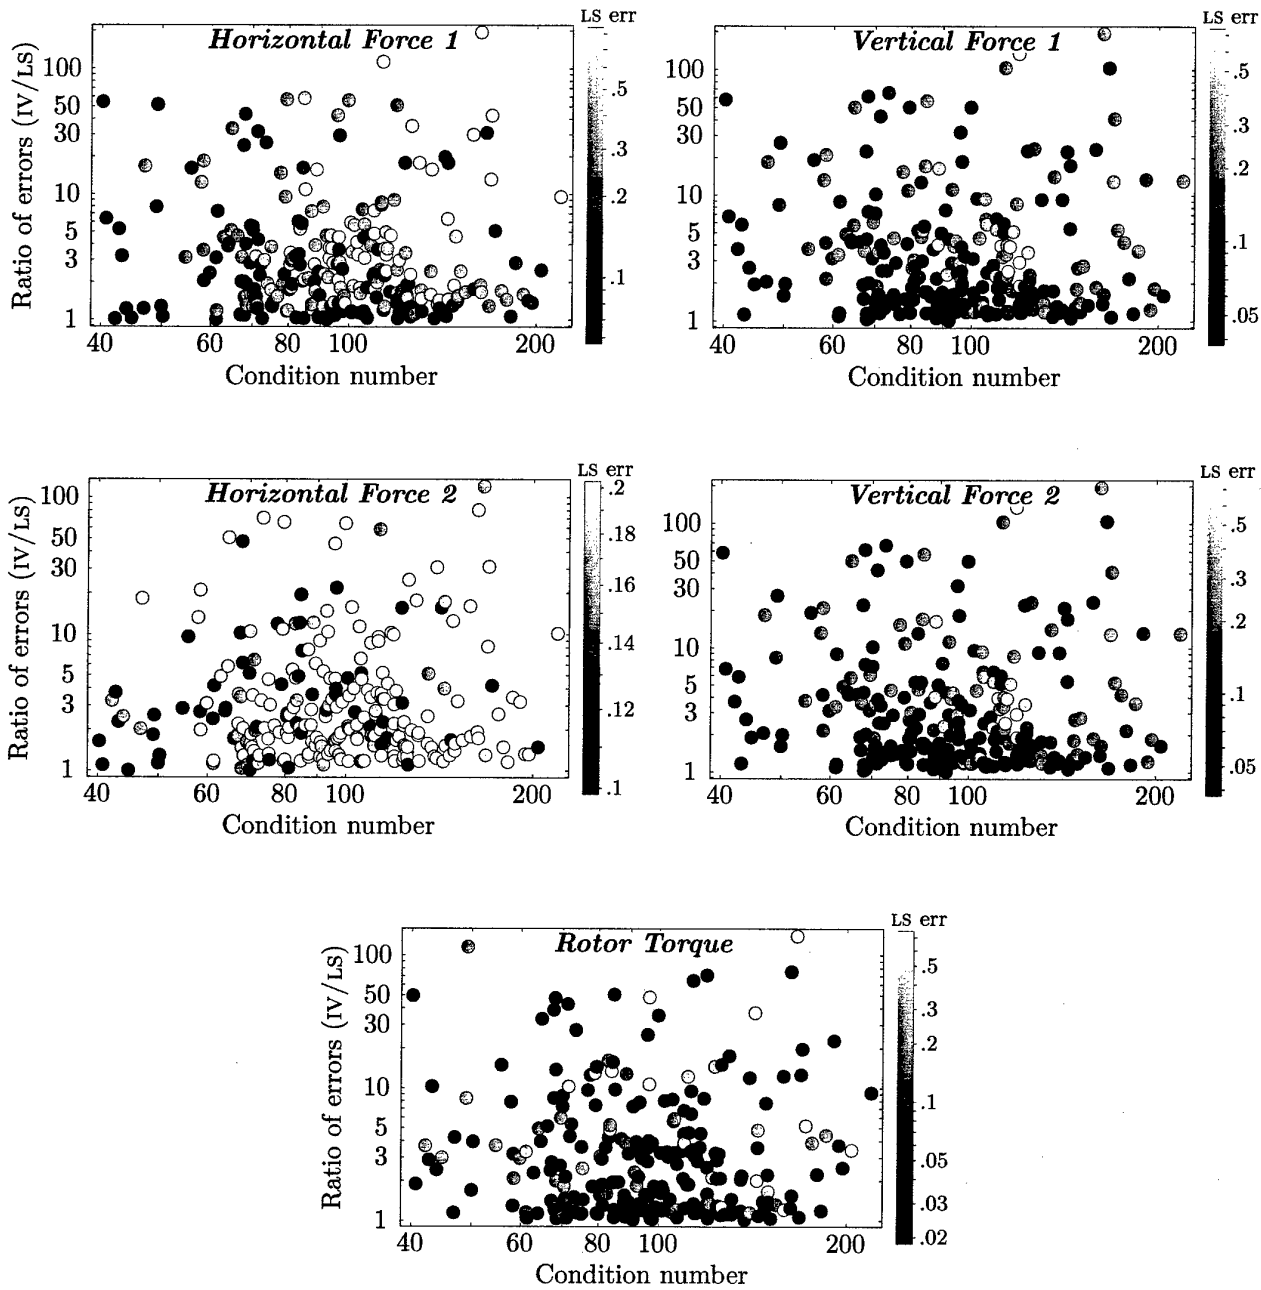 LS err
LS err
Horizontal Force 1
Vertical Force 1
Ratio of errors (IV/LS)
100
50
30
10
5
3
1
.5
.3
.2
.1
100
50
30
10
5
3
1
.5
.3
.2
.1
.05
40 60 80 100 200
40 60 80 100 200
Condition number
Condition number
LS err
LS err
Horizontal Force 2
Vertical Force 2
Ratio of errors (IV/LS)
100
50
30
10
5
3
1
.2
.18
.16
.14
.12
.1
100
50
30
10
5
3
1
.5
.3
.2
.1
.05
40 60 80 100 200
40 60 80 100 200
Condition number
Condition number
LS err
Rotor Torque
Ratio of errors (IV/LS)
100
50
30
10
5
3
1
.5
.3
.2
.1
.05
.03
.02
40 60 80 100 200
Condition number